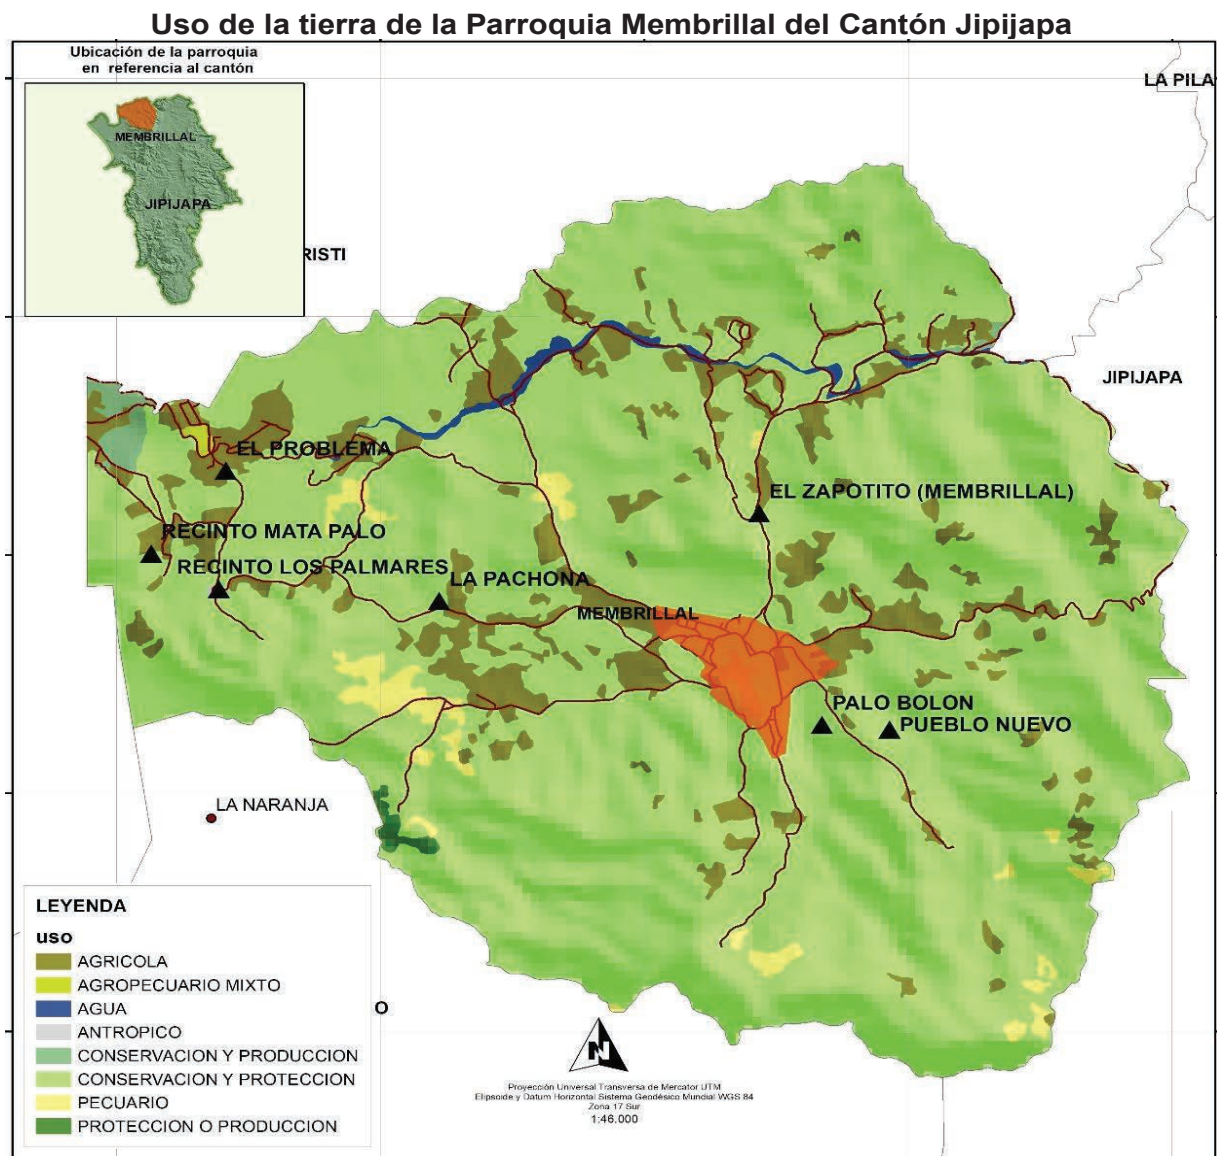 Uso de la tierra de la Parroquia Membrillal del Cantón Jipijapa
Ubicación de la parroquia
en referencia al cantón
LA PILA
MEMBRILLAL
JIPIJAPA
RISTI
JIPIJAPA
EL PROBLEMA
EL ZAPOTITO (MEMBRILLAL)
RECINTO MATA PALO
RECINTO LOS PALMARES
LA PACHONA
MEMBRILLAL
PALO BOLON
PUEBLO NUEVO
LA NARANJA
LEYENDA
uso
AGRICOLA
AGROPECUARIO MIXTO
AGUA
ANTROPICO
CONSERVACION Y PRODUCCION
CONSERVACION Y PROTECCION
PECUARIO
PROTECCION O PRODUCCION
O
N
Proyección Universal Transversa de Mercator UTM
Elipsoide y Datum Horizontal Sistema Geodésico Mundial WGS 84
Zona 17 Sur
1:46.000